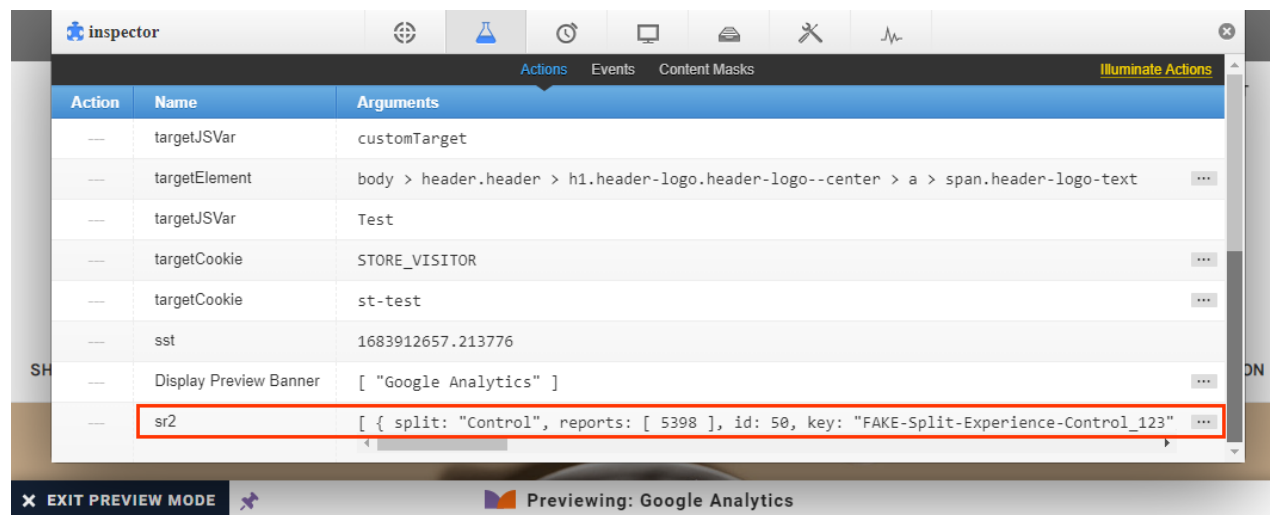 inspector
Actions Events Content Masks Illuminate Actions
Action Name Arguments
— targetJSVar customTarget
— targetElement body > header.header > h1.header-logo.header-logo--center > a > span.header-logo-text ...
— targetJSVar Test
— targetCookie STORE_VISITOR ...
— targetCookie st-test ...
— sst 1683912657.213776
SH
— Display Preview Banner [ "Google Analytics" ] ...
ON
— sr2 [ { split: "Control", reports: [ 5398 ], id: 50, key: "FAKE-Split-Experience-Control_123" ...
X EXIT PREVIEW MODE Previewing: Google Analytics